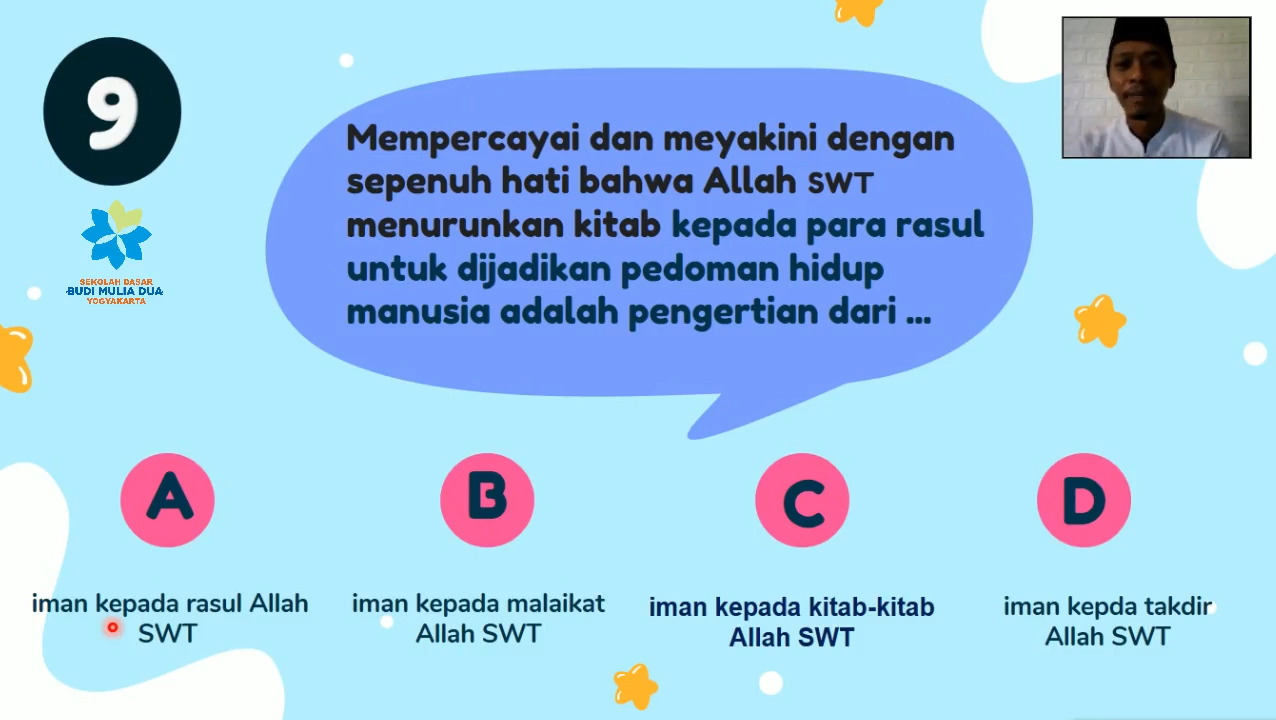 9
SEKOLAH DASAR
BUDI MULIA DUA
YOGYAKARTA
Mempercayai dan meyakini dengan
sepenuh hati bahwa Allah SWT
menurunkan kitab kepada para rasul
untuk dijadikan pedoman hidup
manusia adalah pengertian dari ...
A
iman kepada rasul Allah
SWT
B
iman kepada malaikat
Allah SWT
C
iman kepada kitab-kitab
Allah SWT
D
iman kepda takdir
Allah SWT